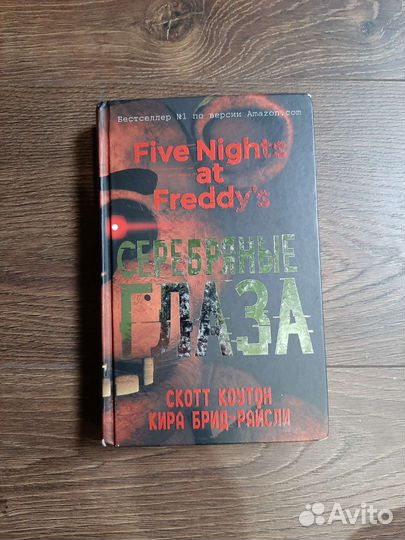 Бестселлер №1 по версии Amazon.com
Five Nights
at
Freddy's
СЕРЕБРЯНЫЕ
ГЛАЗА
СКОТТ КОУТОН
КИРА БРИД-РАЙСЛИ
Avito